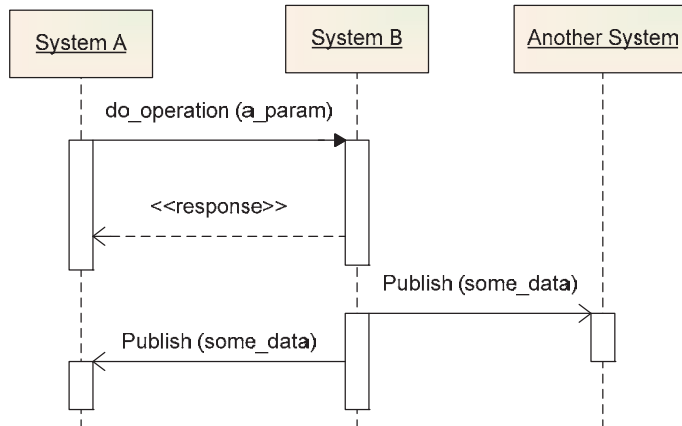 System A
System B
Another System
do_operation (a_param)
<<response>>
Publish (some_data)
Publish (some_data)